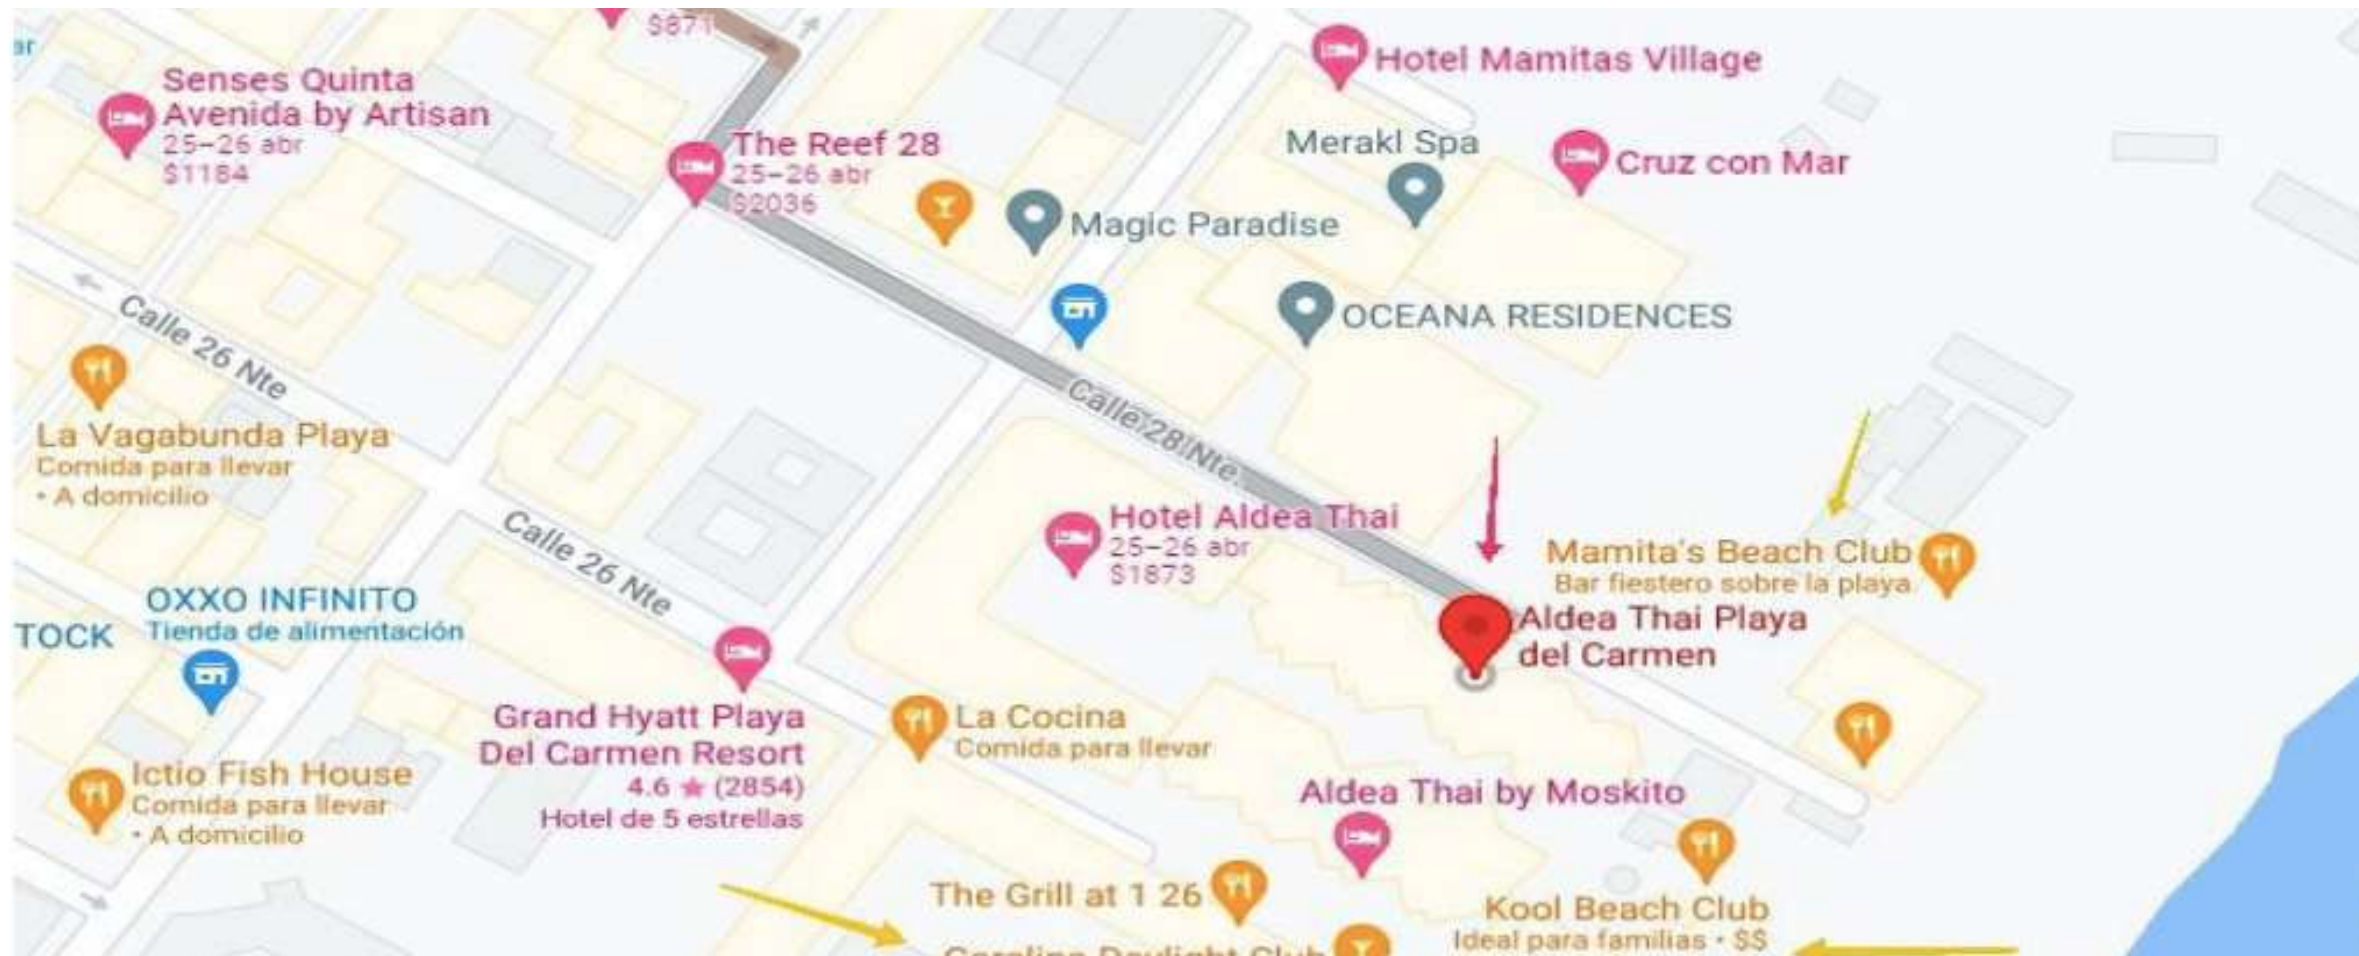 $871
ar
Senses Quinta
Avenida by Artisan
25–26 abr
$1184
The Reef 28
25–26 abr
$2036
Hotel Mamitas Village
Merakl Spa
Cruz con Mar
Magic Paradise
OCEANA RESIDENCES
Calle 26 Nte
Calle 28 Nte.
La Vagabunda Playa
Comida para llevar
• A domicilio
Calle 26 Nte
Hotel Aldea Thai
25–26 abr
$1873
Mamita's Beach Club
Bar fiestero sobre la playa
Aldea Thai Playa
del Carmen
OXXO INFINITO
Tienda de alimentación
TOCK
Grand Hyatt Playa
Del Carmen Resort
4.6 ★ (2854)
Hotel de 5 estrellas
La Cocina
Comida para llevar
Ictio Fish House
Comida para llevar
• A domicilio
Aldea Thai by Moskito
The Grill at 1 26
Kool Beach Club
Ideal para familias • $$
Daylight Club